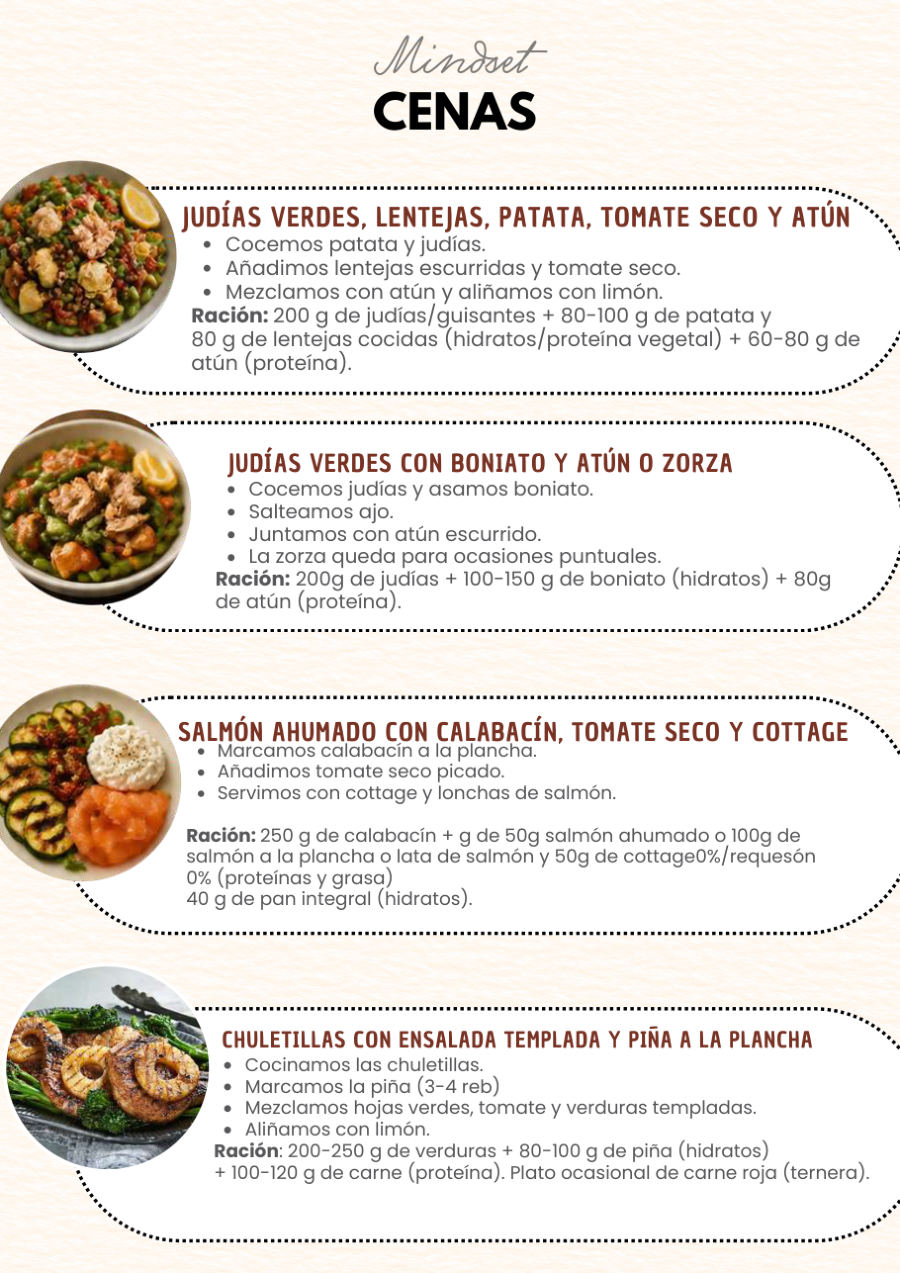 Mindset
CENAS
JUDÍAS VERDES, LENTEJAS, PATATA, TOMATE SECO Y ATÚN
• Cocemos patata y judías.
• Añadimos lentejas escurridas y tomate seco.
• Mezclamos con atún y aliñamos con limón.
Ración: 200 g de judías/guisantes + 80-100 g de patata y
80 g de lentejas cocidas (hidratos/proteína vegetal) + 60-80 g de
atún (proteína).
JUDÍAS VERDES CON BONIATO Y ATÚN O ZORZA
• Cocemos judías y asamos boniato.
• Salteamos ajo.
• Juntamos con atún escurrido.
• La zorza queda para ocasiones puntuales.
Ración: 200g de judías + 100-150 g de boniato (hidratos) + 80g
de atún (proteína).
SALMÓN AHUMADO CON CALABACÍN, TOMATE SECO Y COTTAGE
• Marcamos calabacín a la plancha.
• Añadimos tomate seco picado.
• Servimos con cottage y lonchas de salmón.
Ración: 250 g de calabacín + g de 50g salmón ahumado o 100g de
salmón a la plancha o lata de salmón y 50g de cottage0%/requesón
0% (proteínas y grasa)
40 g de pan integral (hidratos).
CHULETILLAS CON ENSALADA TEMPLADA Y PIÑA A LA PLANCHA
• Cocinamos las chuletillas.
• Marcamos la piña (3-4 reb)
• Mezclamos hojas verdes, tomate y verduras templadas.
• Aliñamos con limón.
Ración: 200-250 g de verduras + 80-100 g de piña (hidratos)
+ 100-120 g de carne (proteína). Plato ocasional de carne roja (ternera).